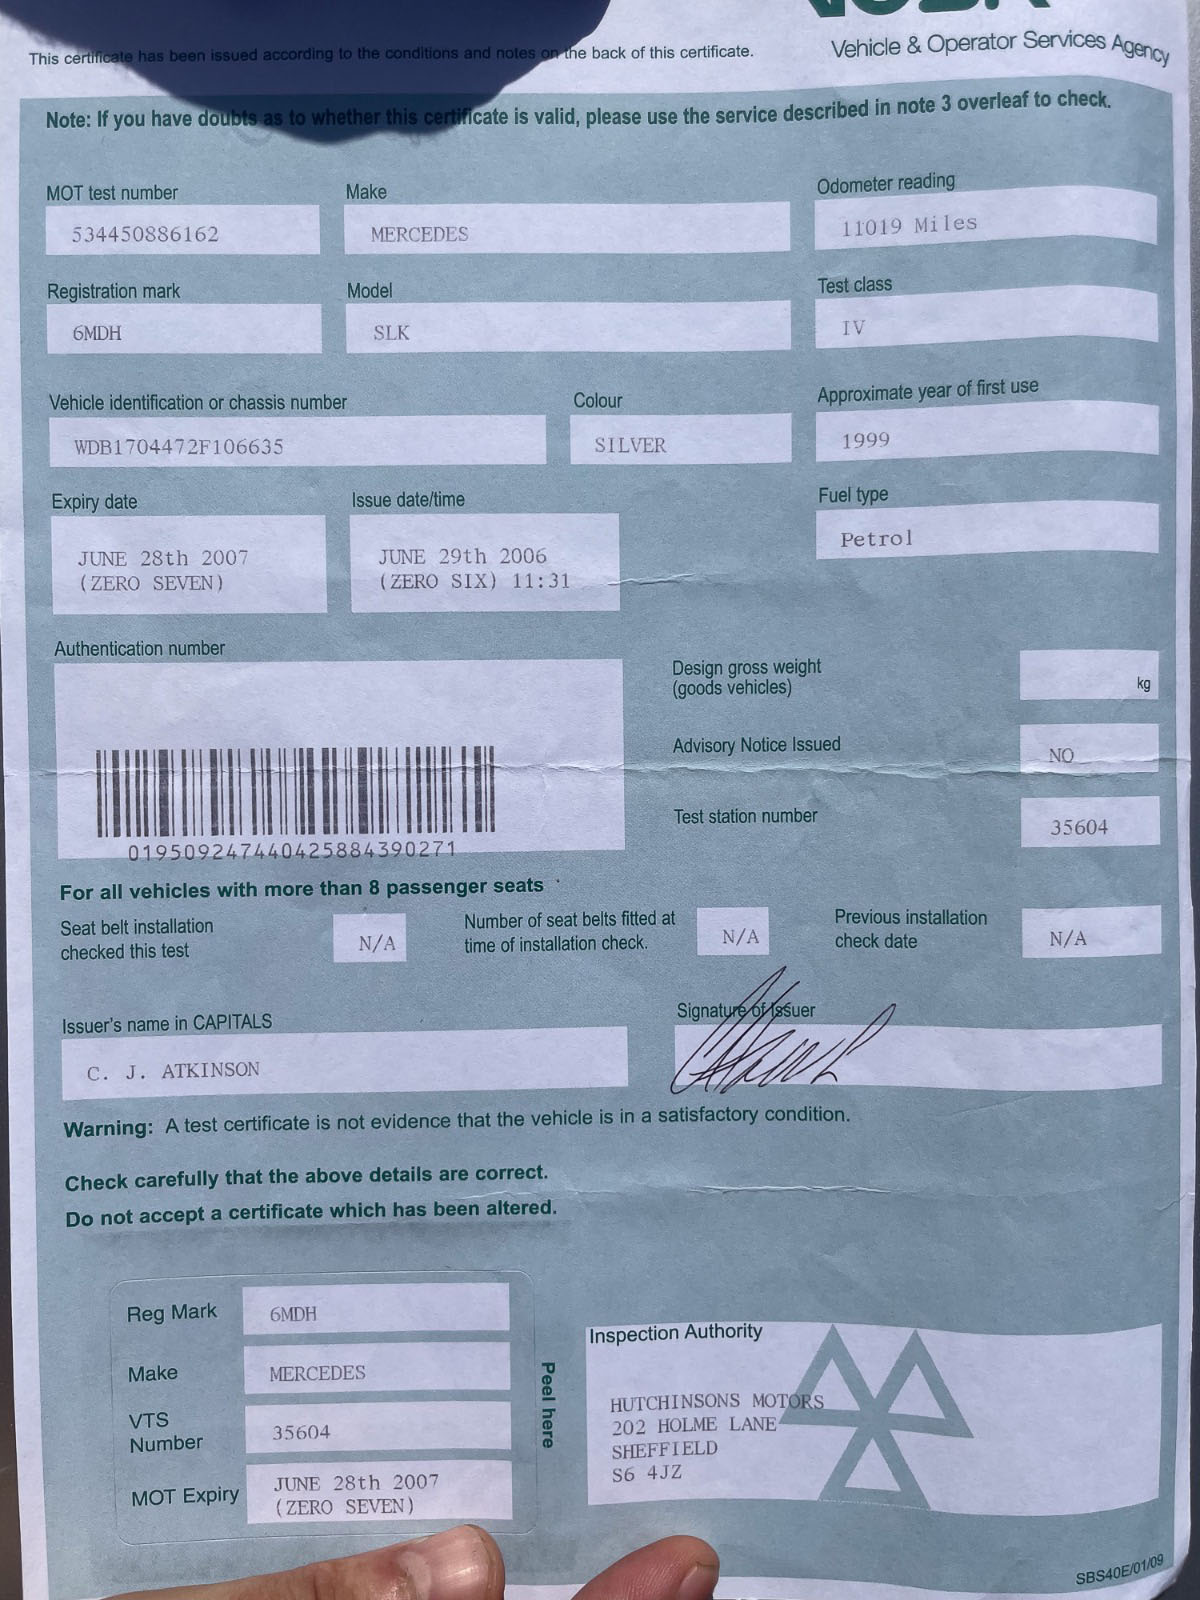 This certificate has been issued according to the conditions and notes on the back of this certificate.
Vehicle & Operator Services Agency
Note: If you have doubts as to whether this certificate is valid, please use the service described in note 3 overleaf to check.
MOT test number
Make
Odometer reading
534450886162
MERCEDES
11019 Miles
Registration mark
Model
Test class
6MDH
SLK
IV
Vehicle identification or chassis number
Colour
Approximate year of first use
WDB1704472F106635
SILVER
1999
Expiry date
Issue date/time
Fuel type
JUNE 28th 2007
(ZERO SEVEN)
JUNE 29th 2006
(ZERO SIX) 11:31
Petrol
Authentication number
Design gross weight
(goods vehicles)
kg
Advisory Notice Issued
NO
Test station number
35604
019509247440425884390271
For all vehicles with more than 8 passenger seats
Seat belt installation
checked this test
N/A
Number of seat belts fitted at
time of installation check.
N/A
Previous installation
check date
N/A
Issuer's name in CAPITALS
Signature of Issuer
C. J. ATKINSON
Warning: A test certificate is not evidence that the vehicle is in a satisfactory condition.
Check carefully that the above details are correct.
Do not accept a certificate which has been altered.
Reg Mark
6MDH
Make
MERCEDES
VTS
Number
35604
MOT Expiry
JUNE 28th 2007
(ZERO SEVEN)
Peel here
Inspection Authority
HUTCHINSONS MOTORS
202 HOLME LANE
SHEFFIELD
S6 4JZ
SBS40E/01/09